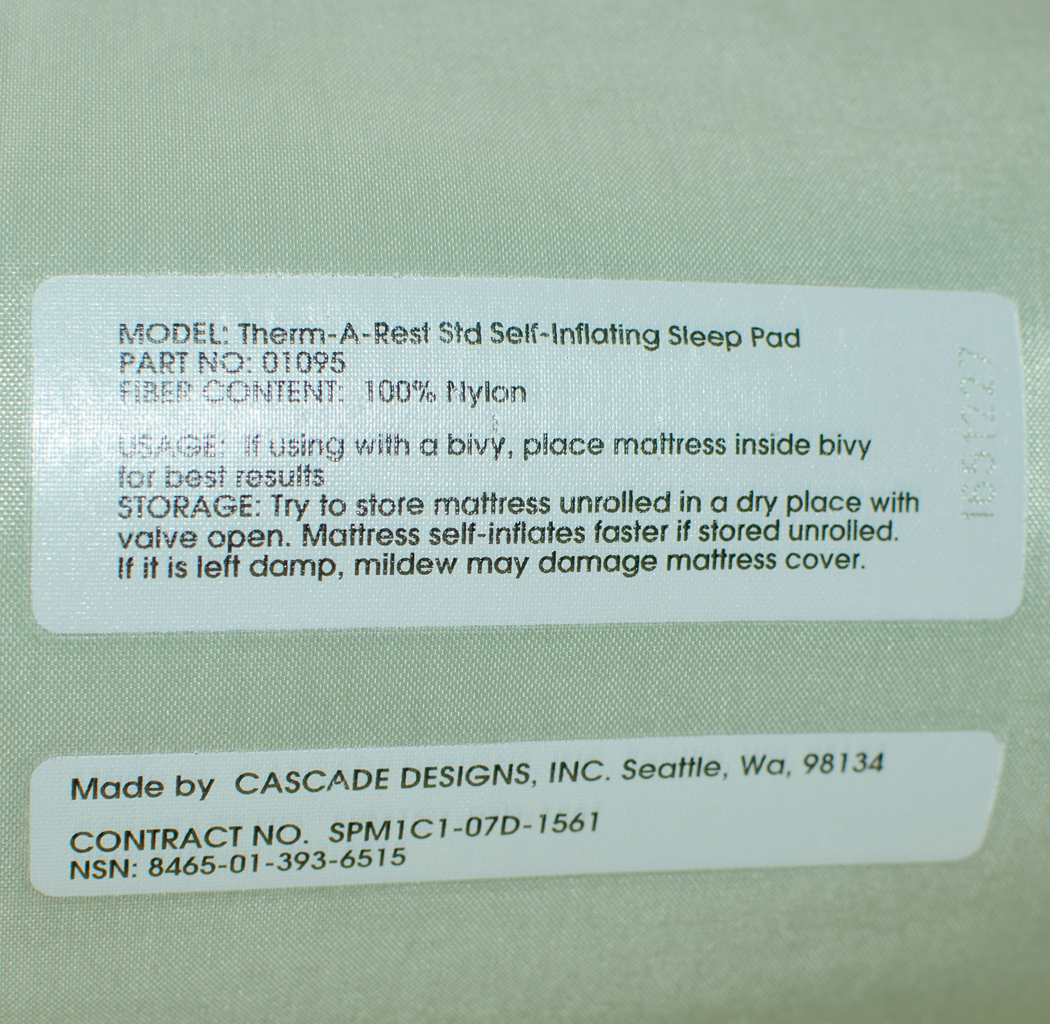 MODEL: Therm-A-Rest Std Self-Inflating Sleep Pad
PART NO: 01095
FIBER CONTENT: 100% Nylon
USAGE: If using with a bivy, place mattress inside bivy
for best results
STORAGE: Try to store mattress unrolled in a dry place with
valve open. Mattress self-inflates faster if stored unrolled.
If it is left damp, mildew may damage mattress cover.
Made by CASCADE DESIGNS, INC. Seattle, Wa, 98134
CONTRACT NO. SPM1C1-07D-1561
NSN: 8465-01-393-6515